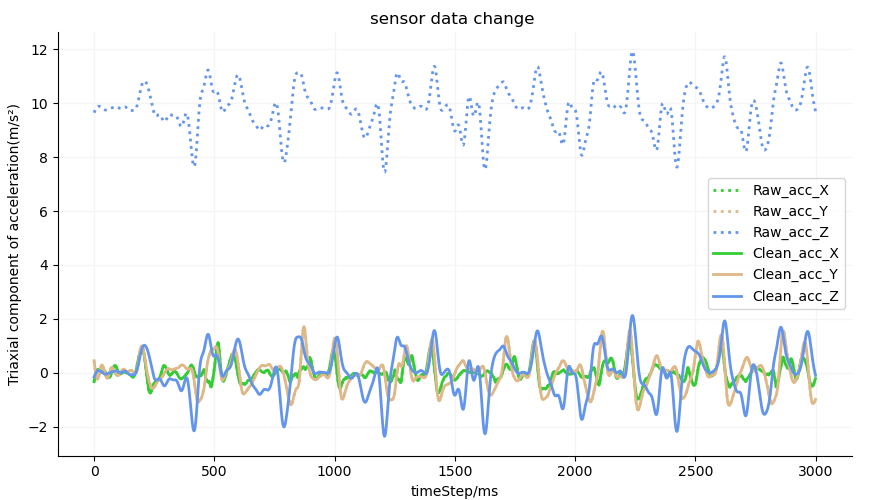 sensor data change
Triaxial component of acceleration(m/s²)
12
10
8
6
4
2
0
−2
Raw_acc_X
Raw_acc_Y
Raw_acc_Z
Clean_acc_X
Clean_acc_Y
Clean_acc_Z
0 500 1000 1500 2000 2500 3000
timeStep/ms